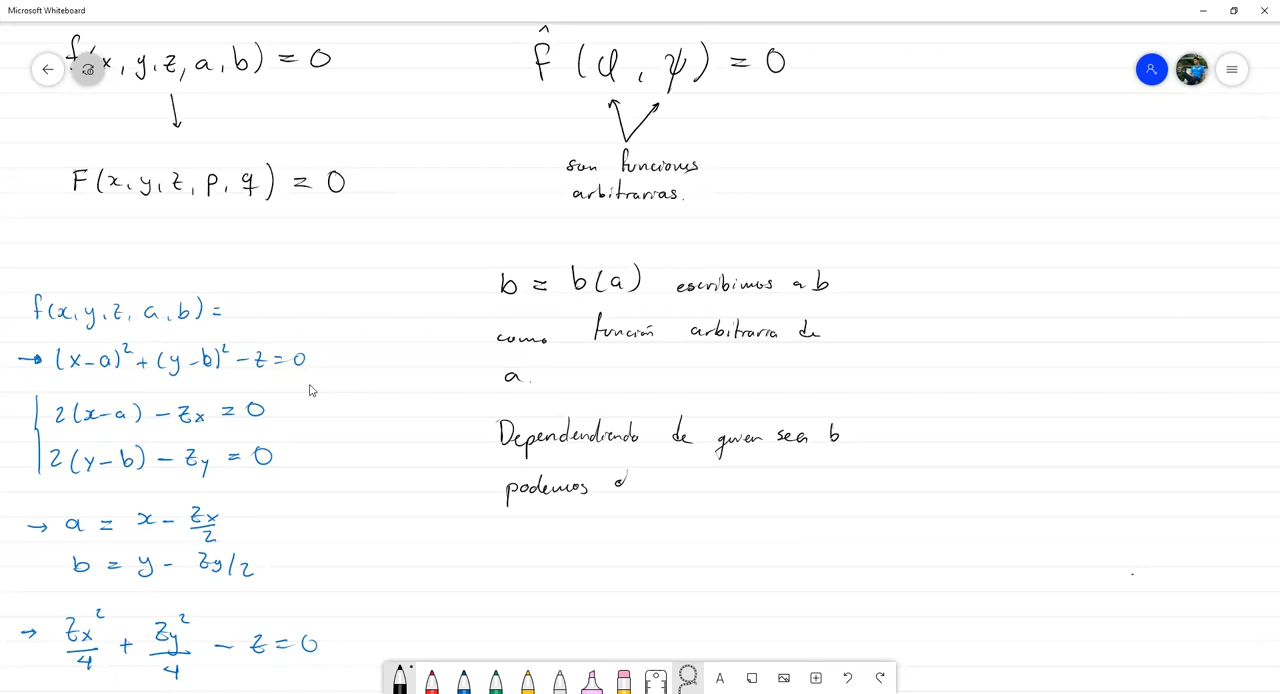 Microsoft Whiteboard
f(x, y, z, a, b) = 0
F(x, y, z, p, q) = 0
f(x, y, z, a, b) =
→ (x-a)² + (y-b)² - z = 0
2(x-a) - zx = 0
2(y-b) - zy = 0
→ a = x - zx/2
b = y - zy/2
→ zx²/4 + zy²/4 - z = 0
F̂(φ, ψ) = 0
son funciones
arbitrarias.
b = b(a) escribimos a b
como función arbitraria de
a.
Dependendiendo de quien sea b
podemos
A